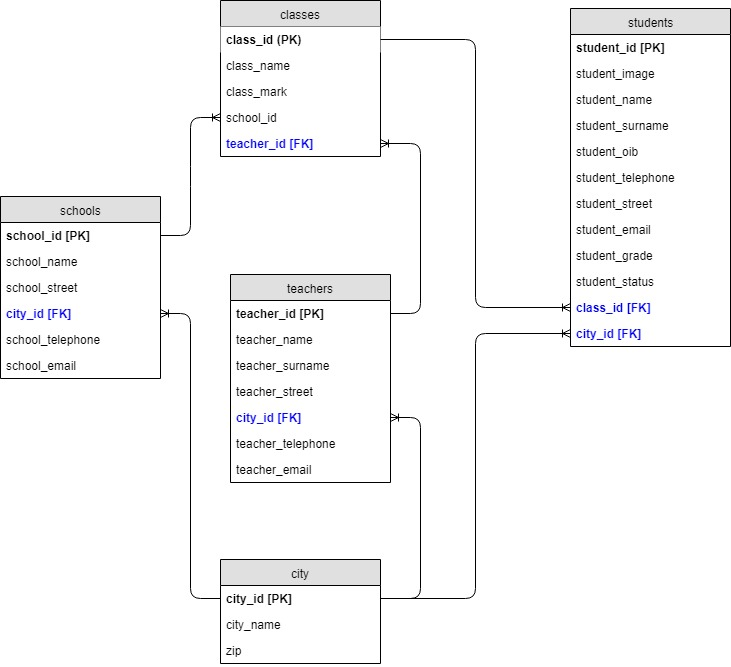 classes
class_id (PK)
class_name
class_mark
school_id
teacher_id [FK]
students
student_id [PK]
student_image
student_name
student_surname
student_oib
student_telephone
student_street
student_email
student_grade
student_status
class_id [FK]
city_id [FK]
schools
school_id [PK]
school_name
school_street
city_id [FK]
school_telephone
school_email
teachers
teacher_id [PK]
teacher_name
teacher_surname
teacher_street
city_id [FK]
teacher_telephone
teacher_email
city
city_id [PK]
city_name
zip